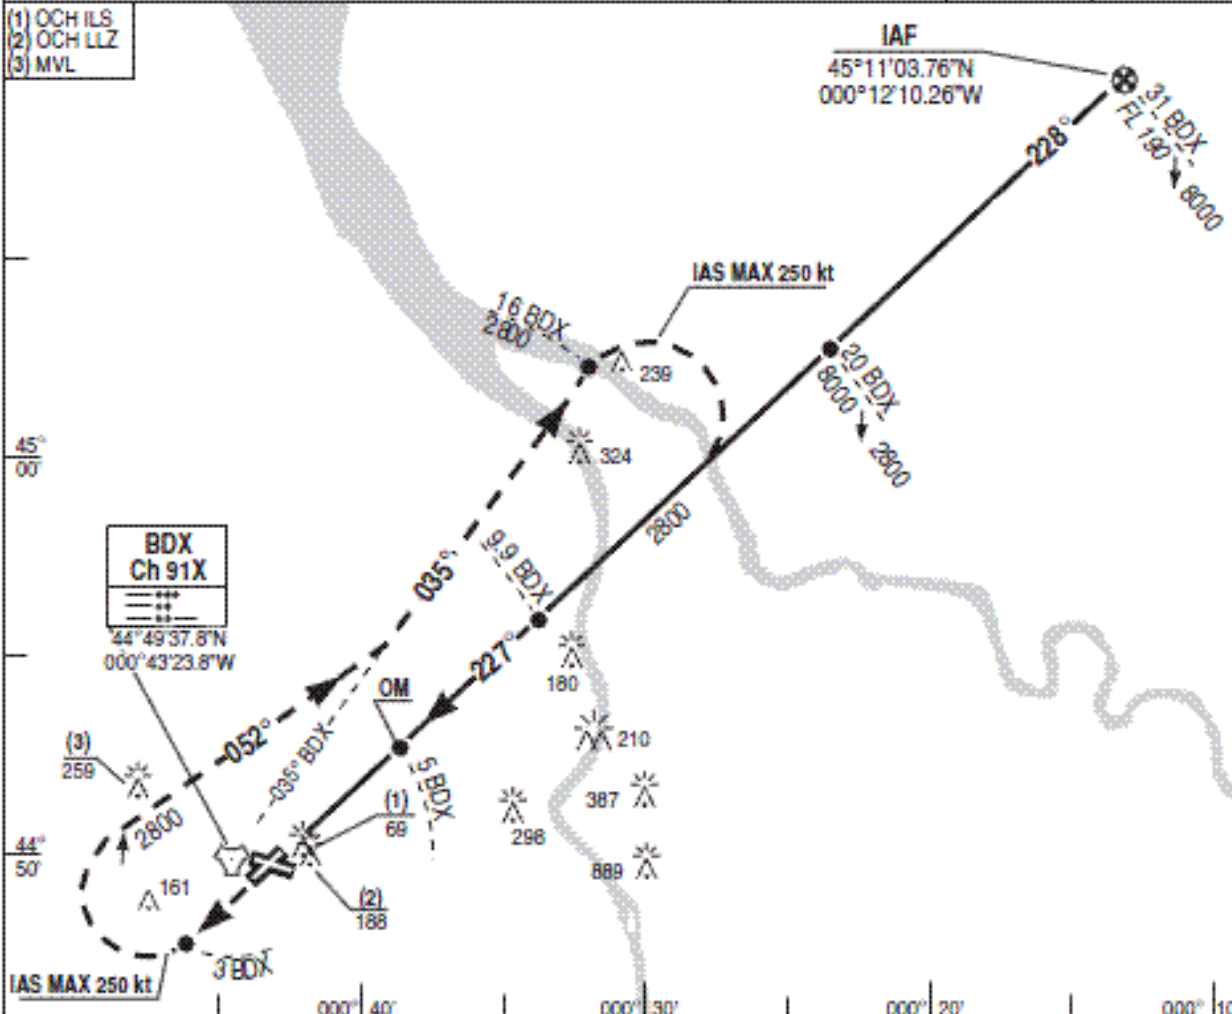 (1) OCH ILS
(2) OCH LLZ
(3) MVL
IAF
45°11'03.76"N
000°12'10.26"W
31 BDX
FL 190
8000
228°
IAS MAX 250 kt
16 BDX
2800
239
20 BDX
8000
2800
324
45°
00'
2800
9.9 BDX
035°
BDX
Ch 91X
44°49'37.8"N
000°43'23.8"W
227°
180
OM
052°
035° BDX
210
(3)
259
5 BDX
387
(1)
69
2800
298
44°
50'
889
161
(2)
188
3 BDX
IAS MAX 250 kt
000° 40'
000° 30'
000° 20'
000° 10'